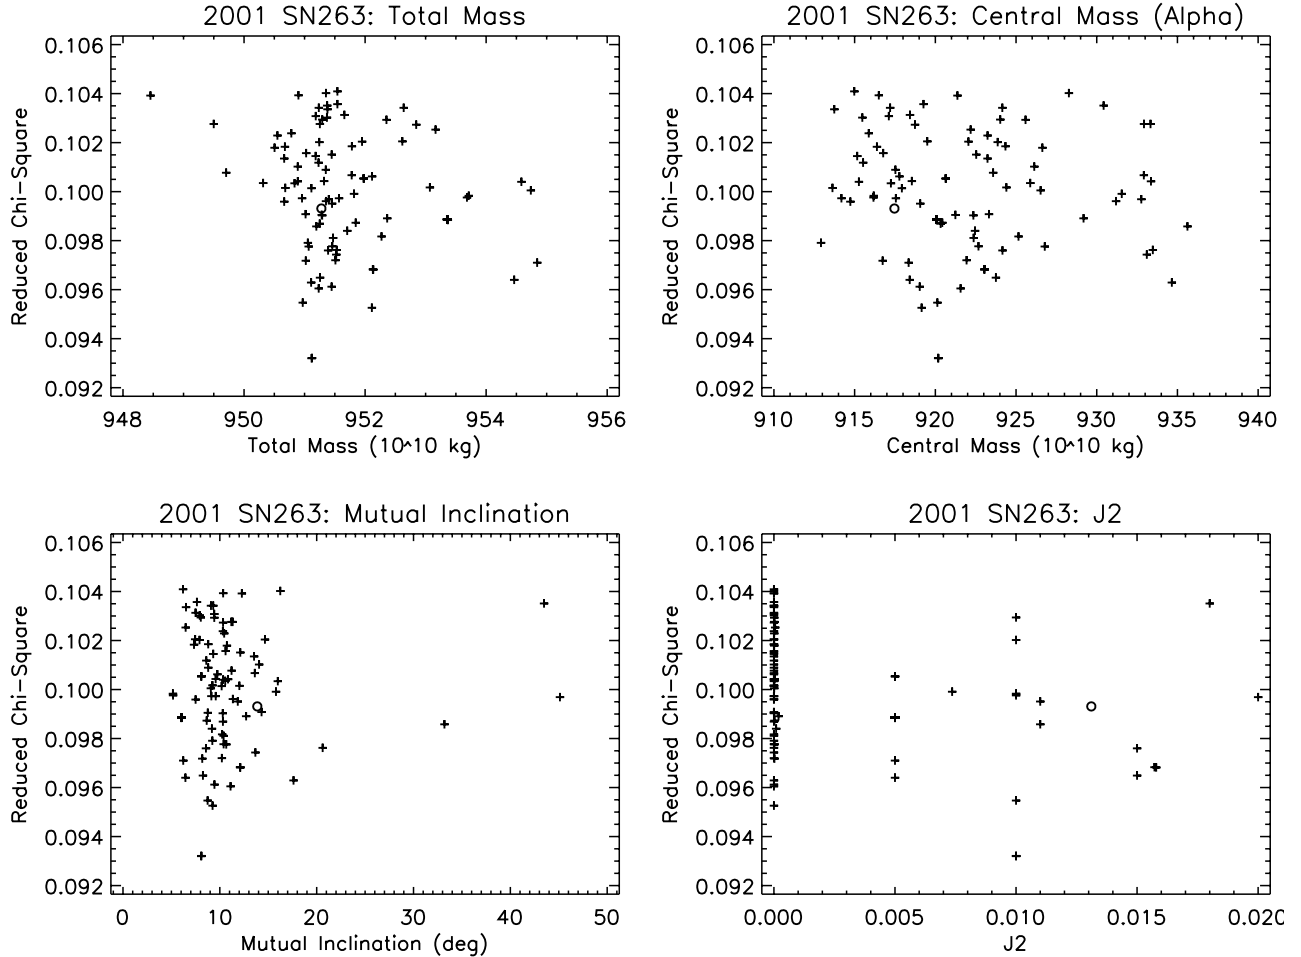 2001 SN263: Total Mass
0.106
0.104
0.102
0.100
0.098
0.096
0.094
0.092
Reduced Chi-Square
948 950 952 954 956
Total Mass (10^10 kg)
2001 SN263: Central Mass (Alpha)
0.106
0.104
0.102
0.100
0.098
0.096
0.094
0.092
Reduced Chi-Square
910 915 920 925 930 935 940
Central Mass (10^10 kg)
2001 SN263: Mutual Inclination
0.106
0.104
0.102
0.100
0.098
0.096
0.094
0.092
Reduced Chi-Square
0 10 20 30 40 50
Mutual Inclination (deg)
2001 SN263: J2
0.106
0.104
0.102
0.100
0.098
0.096
0.094
0.092
Reduced Chi-Square
0.000 0.005 0.010 0.015 0.020
J2